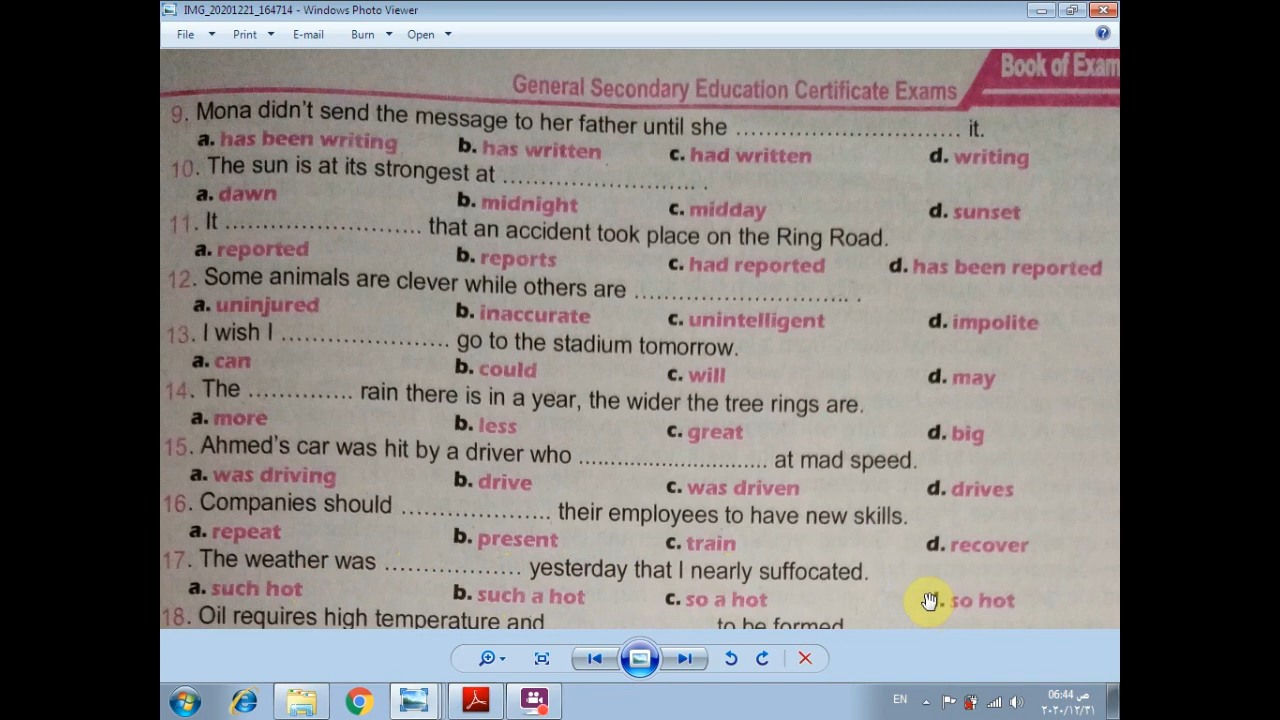 IMG_20201221_164714 - Windows Photo Viewer
File Print E-mail Burn Open
Book of Exam
General Secondary Education Certificate Exams
9. Mona didn't send the message to her father until she .............................. it.
a. has been writing b. has written c. had written d. writing
10. The sun is at its strongest at .......................... .
a. dawn b. midnight c. midday d. sunset
11. It .......................... that an accident took place on the Ring Road.
a. reported b. reports c. had reported d. has been reported
12. Some animals are clever while others are ............................ .
a. uninjured b. inaccurate c. unintelligent d. impolite
13. I wish I ...................... go to the stadium tomorrow.
a. can b. could c. will d. may
14. The .............. rain there is in a year, the wider the tree rings are.
a. more b. less c. great d. big
15. Ahmed's car was hit by a driver who ............................ at mad speed.
a. was driving b. drive c. was driven d. drives
16. Companies should .................... their employees to have new skills.
a. repeat b. present c. train d. recover
17. The weather was .................. yesterday that I nearly suffocated.
a. such hot b. such a hot c. so a hot d. so hot
18. Oil requires high temperature and to be formed
EN
06:44 ص
٢٠٢٠/١٢/٣١